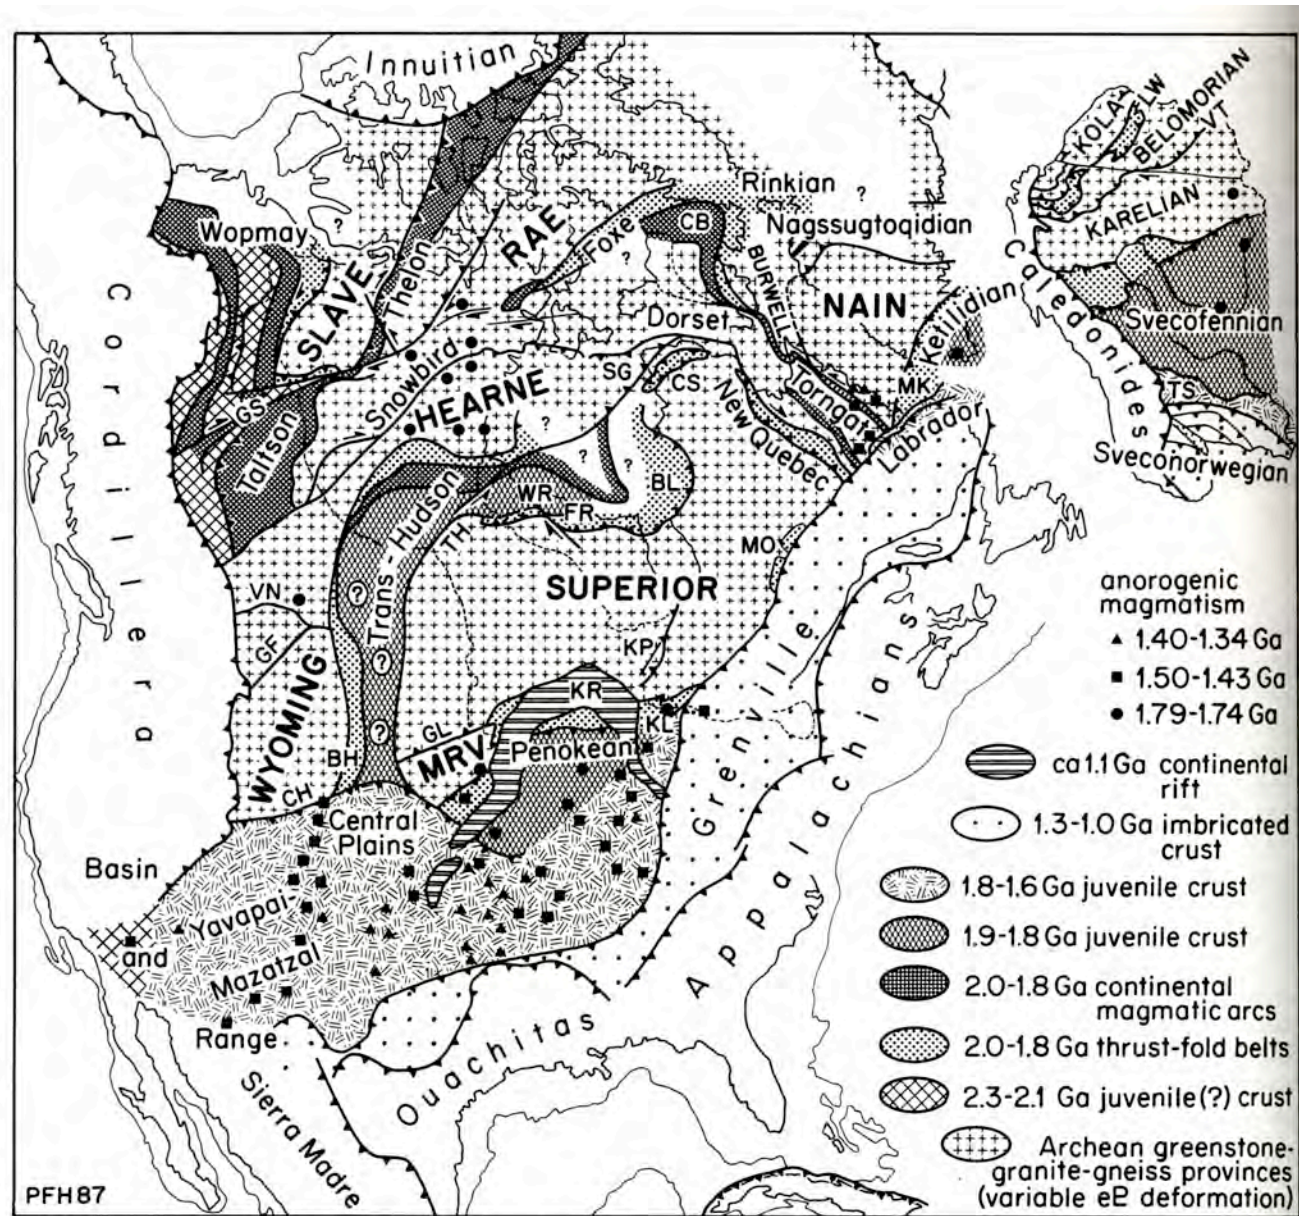 Innuitian
KOLA
LW
BELOMORIAN
VT
KARELIAN
Rinkian
?
Nagssugtoqidian
CB
Wopmay
?
Thelon
RAE
Foxe
?
BURWELL
NAIN
Ketilidian
Caledonides
Svecofennian
SLAVE
Dorset
Snowbird
SG
CS
MK
TS
GS
HEARNE
New Quebéc
Torngat
Labrador
Sveconorwegian
Taltson
?
?
?
BL
Cordillera
Trans-Hudson
WR
FR
TH
MO
SUPERIOR
VN
?
GF
?
KP
WYOMING
?
KR
KL
GL
MRV
Penokean
BH
CH
Grenville
Appalachians
Central
Plains
Basin
and
Range
Yavapai-
Mazatzal
Sierra Madre
Ouachitas
anorogenic
magmatism
1.40-1.34 Ga
1.50-1.43 Ga
1.79-1.74 Ga
ca 1.1 Ga continental
rift
1.3-1.0 Ga imbricated
crust
1.8-1.6 Ga juvenile crust
1.9-1.8 Ga juvenile crust
2.0-1.8 Ga continental
magmatic arcs
2.0-1.8 Ga thrust-fold belts
2.3-2.1 Ga juvenile(?) crust
Archean greenstone-
granite-gneiss provinces
(variable eP deformation)
PFH87